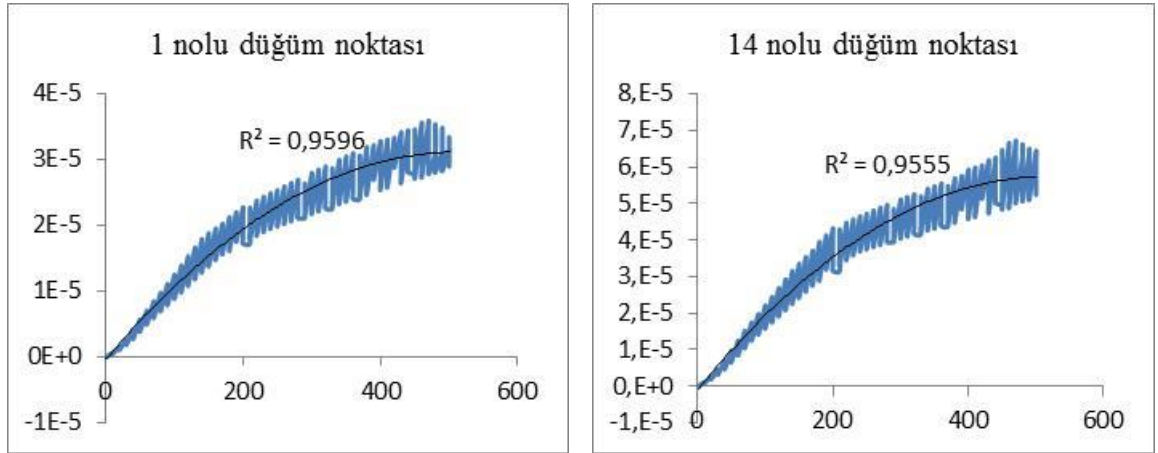 1 nolu düğüm noktası
4E-5
3E-5
2E-5
1E-5
0E+0
-1E-5
R² = 0,9596
0
200
400
600
14 nolu düğüm noktası
8,E-5
7,E-5
6,E-5
5,E-5
4,E-5
3,E-5
2,E-5
1,E-5
0,E+0
-1,E-5
R² = 0,9555
0
200
400
600